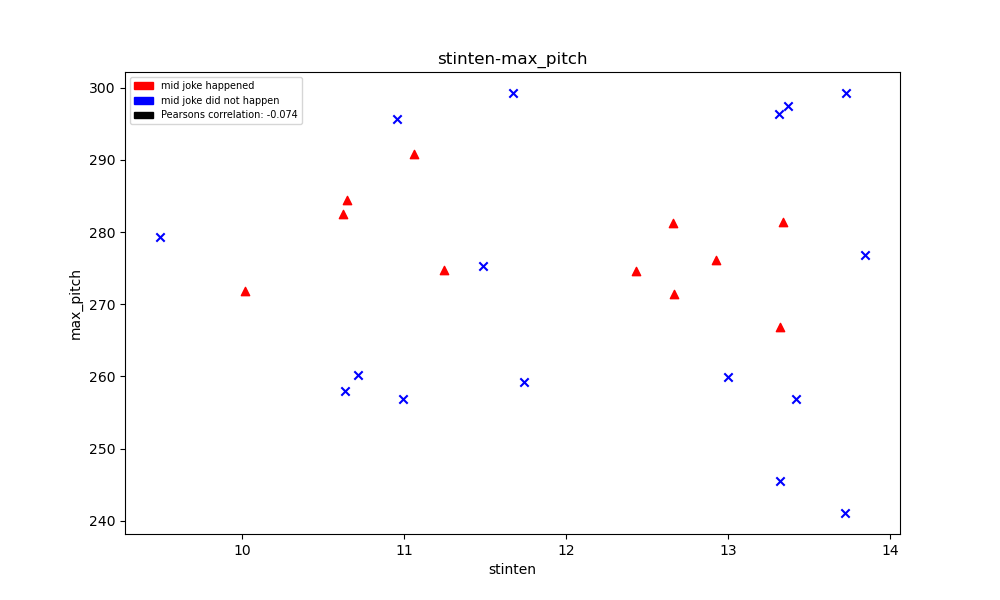 stinten-max_pitch
mid joke happened
mid joke did not happen
Pearsons correlation: -0.074
max_pitch
300
290
280
270
260
250
240
10
11
12
13
14
stinten